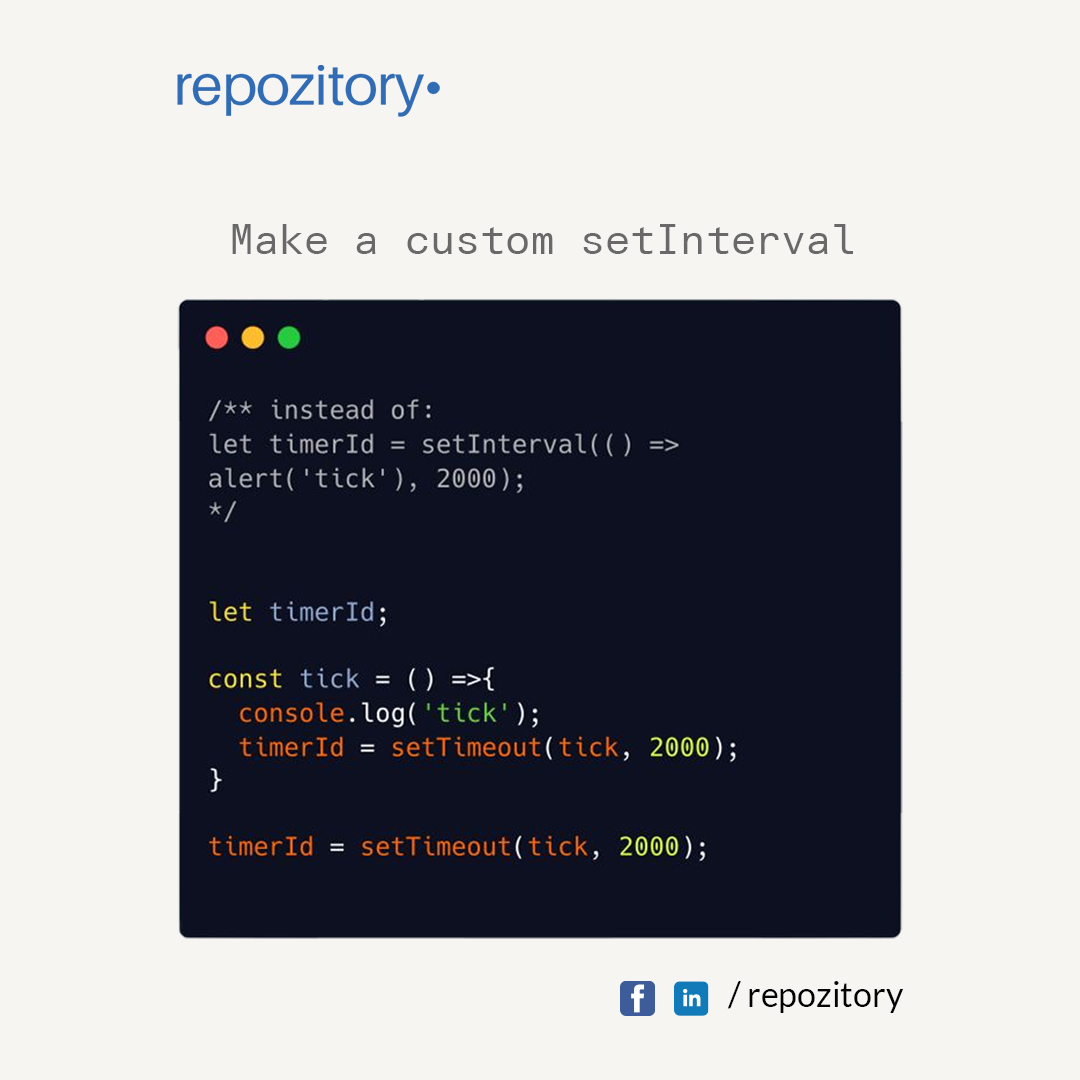 repozitory•
Make a custom setInterval
/** instead of:
let timerId = setInterval(() =>
alert('tick'), 2000);
*/
let timerId;
const tick = () =>{
  console.log('tick');
  timerId = setTimeout(tick, 2000);
}
timerId = setTimeout(tick, 2000);
f in / repozitory